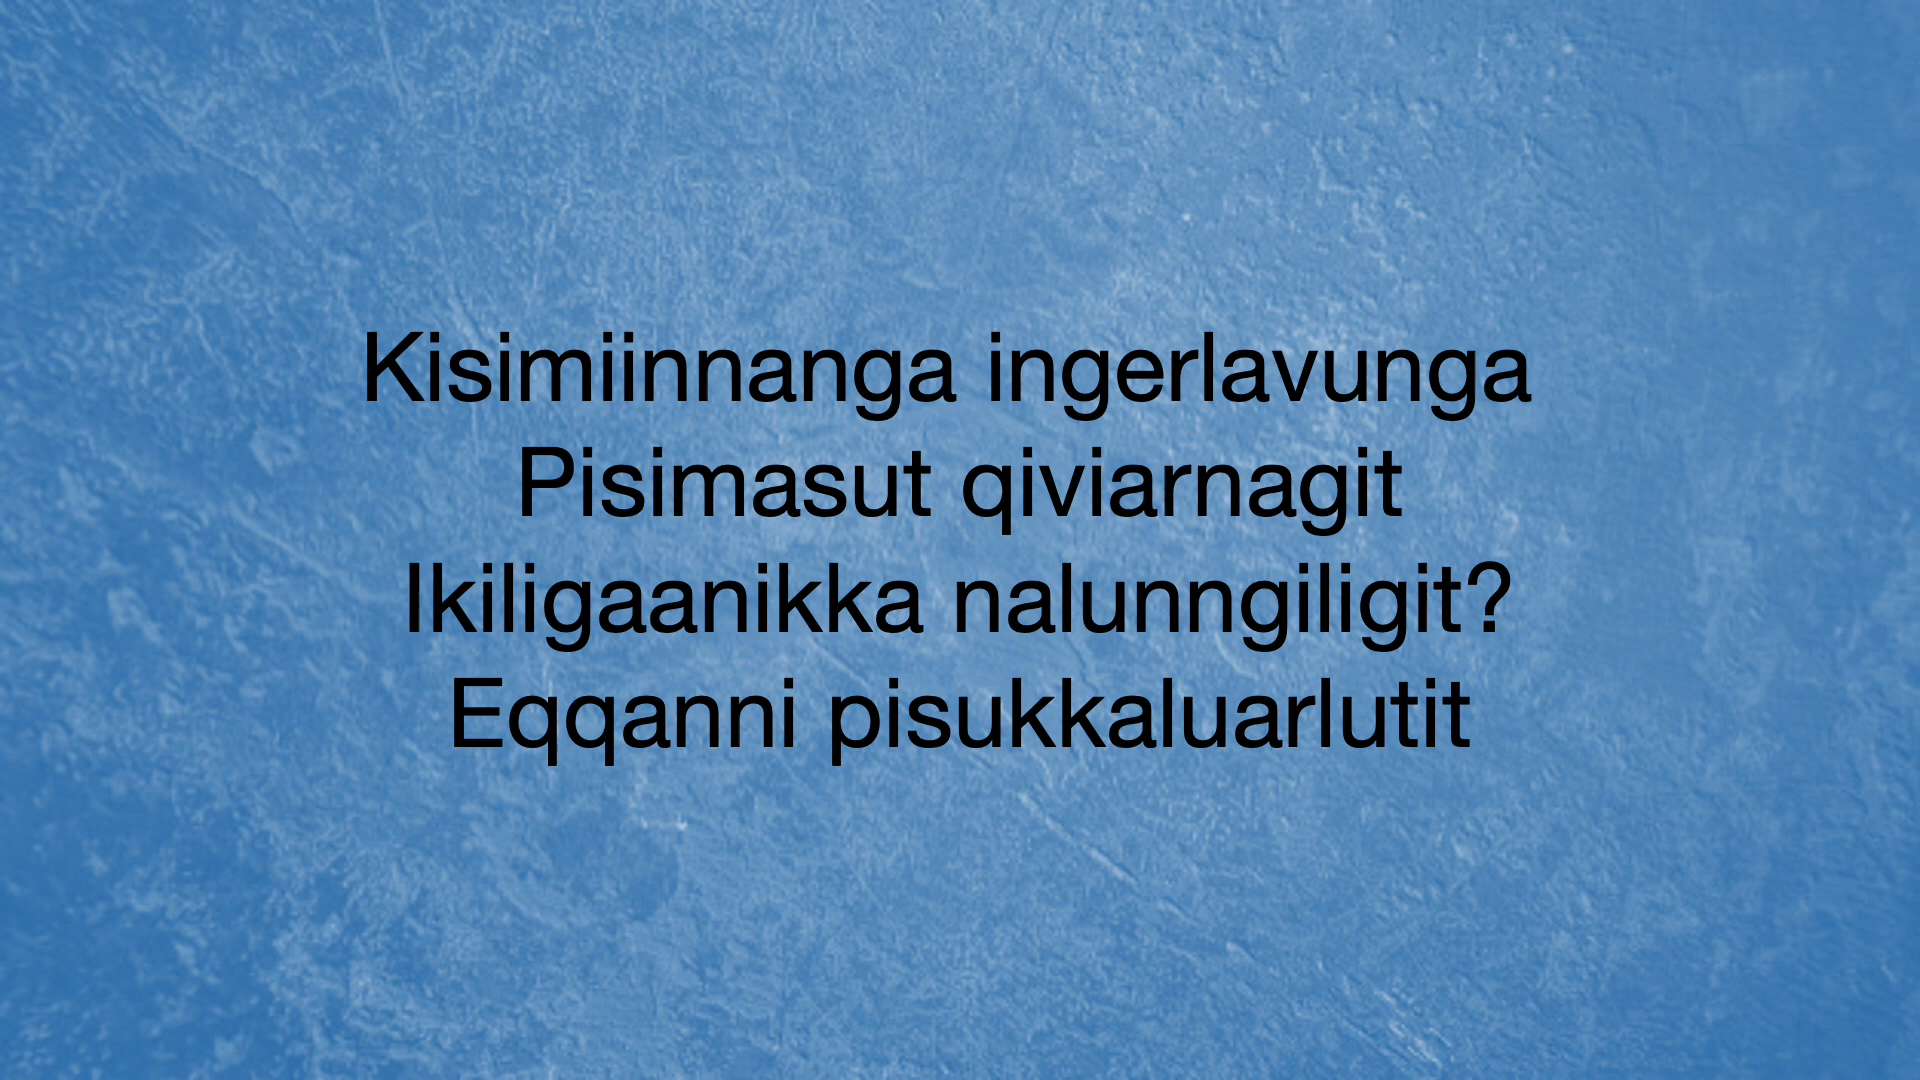 Kisimiinnanga ingerlavunga
Pisimasut qiviarnagit
Ikiligaanikka nalunngiligit?
Eqqanni pisukkaluarlutit